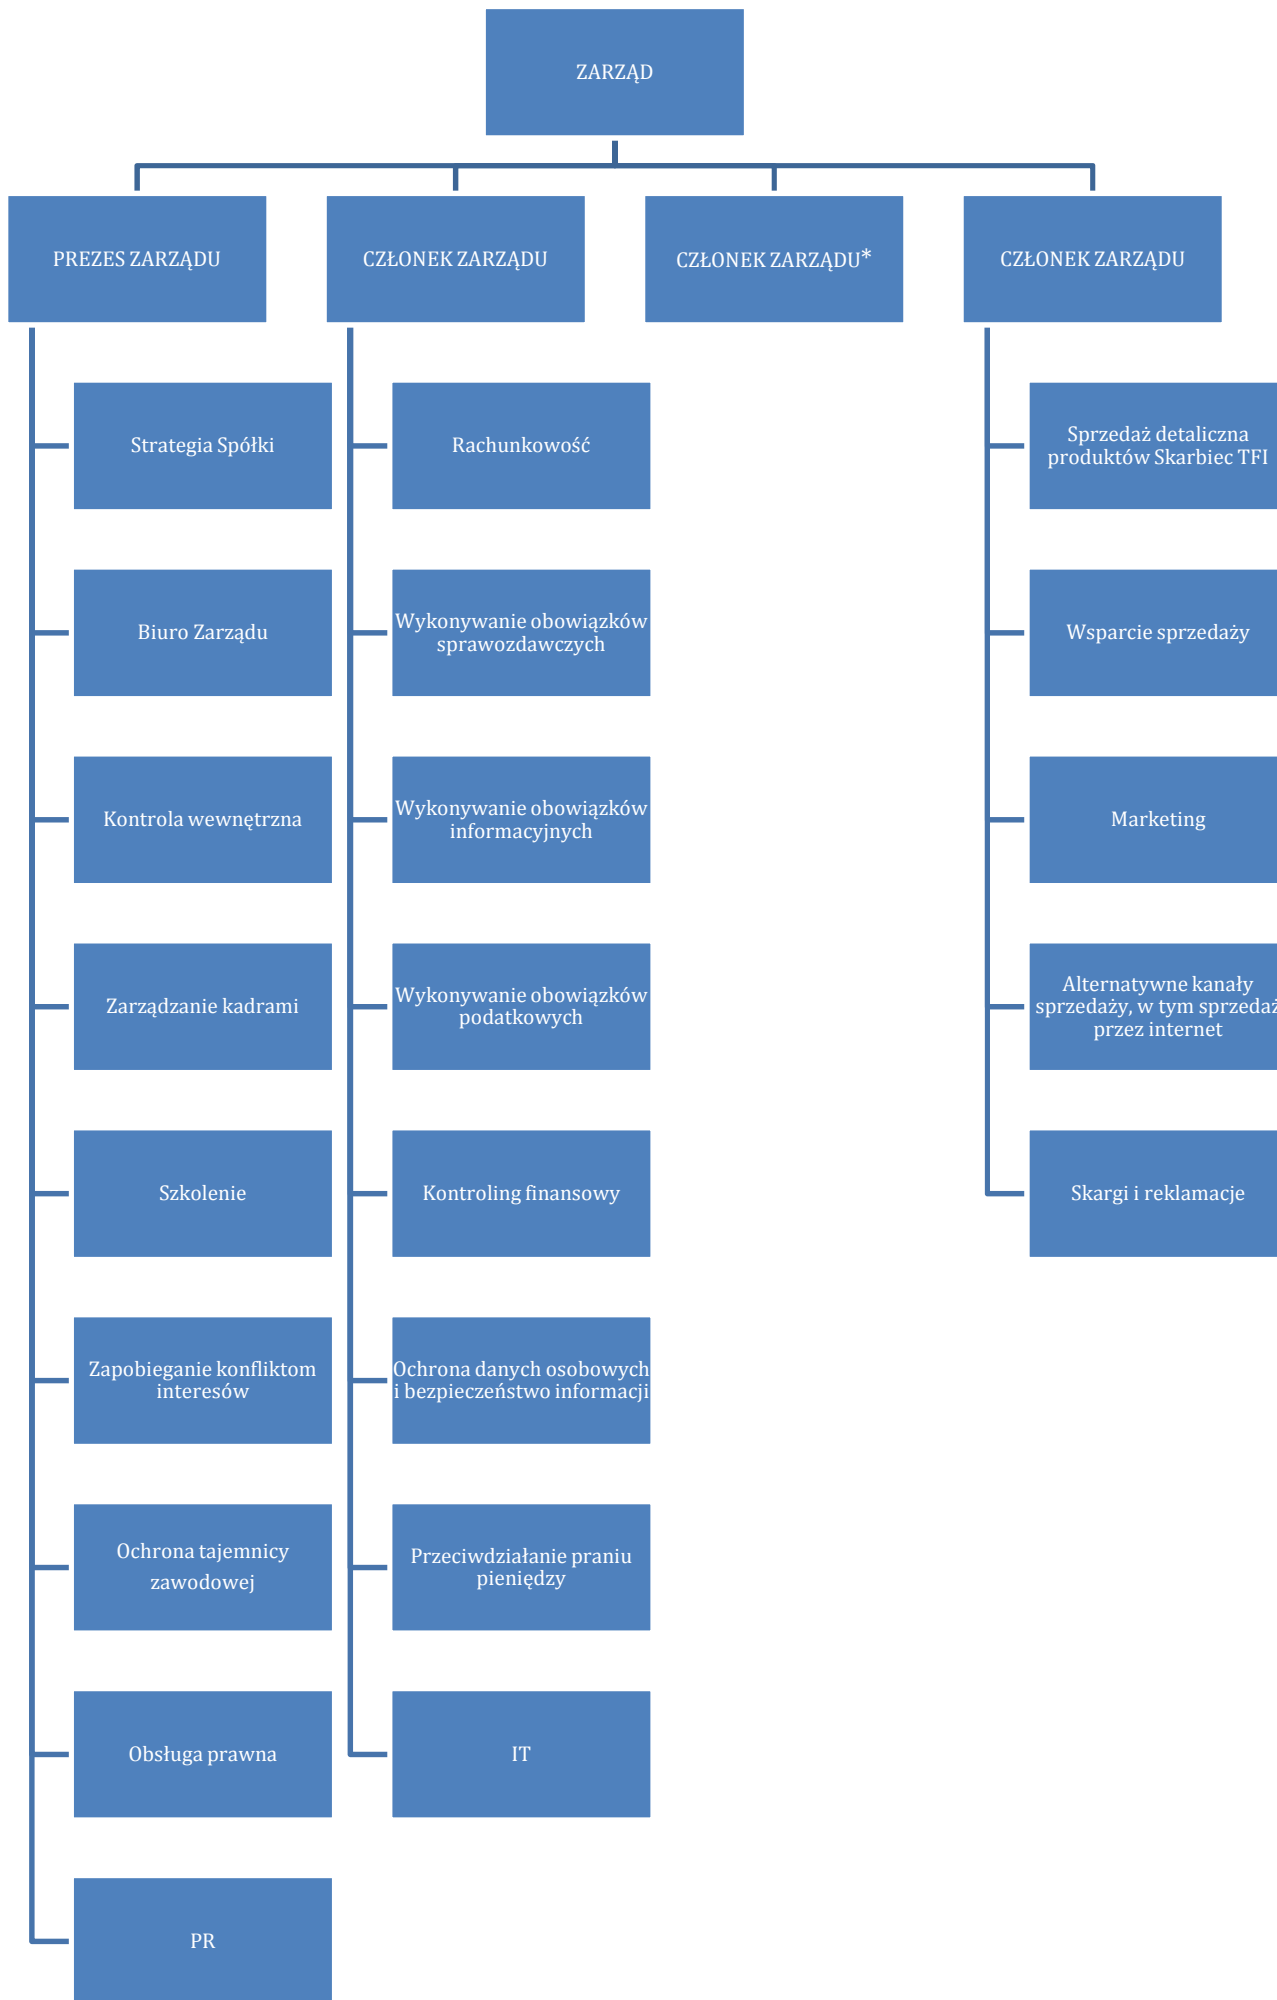 ZARZĄD
PREZES ZARZĄDU
CZŁONEK ZARZĄDU
CZŁONEK ZARZĄDU*
CZŁONEK ZARZĄDU
Strategia Spółki
Biuro Zarządu
Kontrola wewnętrzna
Zarządzanie kadrami
Szkolenie
Zapobieganie konfliktom
interesów
Ochrona tajemnicy
zawodowej
Obsługa prawna
PR
Rachunkowość
Wykonywanie obowiązków
sprawozdawczych
Wykonywanie obowiązków
informacyjnych
Wykonywanie obowiązków
podatkowych
Kontroling finansowy
Ochrona danych osobowych
i bezpieczeństwo informacji
Przeciwdziałanie praniu
pieniędzy
IT
Sprzedaż detaliczna
produktów Skarbiec TFI
Wsparcie sprzedaży
Marketing
Alternatywne kanały
sprzedaży, w tym sprzedaż
przez internet
Skargi i reklamacje